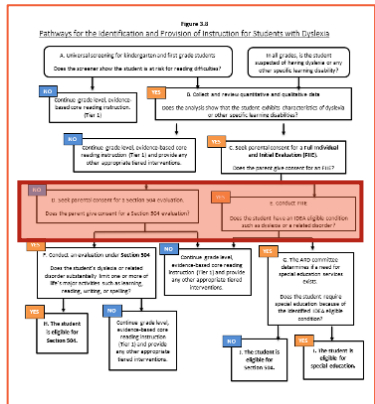 Figure 3.8
Pathways for the Identification and Provision of Instruction for Students with Dyslexia
A. Universal screening for kindergarten and first grade students
Does the screener show the student is at risk for reading difficulties?
In all grades, is the student
suspected of having dyslexia or any
other specific learning disability?
NO
Continue grade level, evidence-
based core reading instruction.
(Tier 1)
YES
B. Collect and review quantitative and qualitative data
Does the analysis show that the student exhibits characteristics of dyslexia
or other specific learning disabilities?
NO
Continue grade level, evidence-based core
reading instruction (Tier 1) and provide any
other appropriate tiered interventions.
YES
C. Seek parental consent for a Full Individual
and Initial Evaluation (FIIE).
Does the parent give consent for an FIIE?
NO
D. Seek parental consent for a Section 504 evaluation.
Does the parent give consent for a Section 504 evaluation?
YES
E. Conduct FIIE
Does the student have an IDEA eligible condition
such as dyslexia or a related disorder?
YES
F. Conduct an evaluation under Section 504
Does the student's dyslexia or related
disorder substantially limit one or more of
life's major activities such as learning,
reading, writing, or spelling?
NO
Continue grade level,
evidence-based core reading
instruction (Tier 1) and provide
any other appropriate tiered
interventions.
YES
G. The ARD committee
determines if a need for
special education services
exists.
Does the student require
special education because of
the identified IDEA eligible
condition?
YES
H. The student
is eligible for
Section 504.
NO
Continue grade level,
evidence-based core
reading instruction
(Tier 1) and provide
any other appropriate
tiered interventions.
NO
The student is
eligible for
Section 504.
YES
The student is
eligible for
special education.